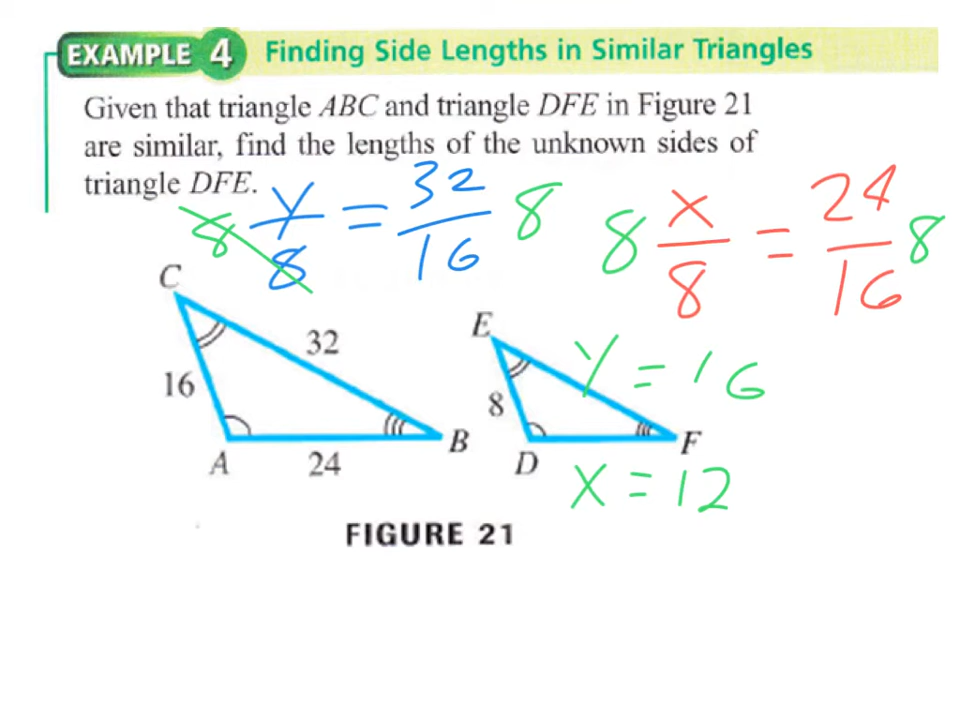 EXAMPLE 4 Finding Side Lengths in Similar Triangles
Given that triangle ABC and triangle DFE in Figure 21
are similar, find the lengths of the unknown sides of
triangle DFE.
8 y/8 = 32/16 8
8 x/8 = 24/16 8
C
32
16
A
24
B
E
8
D
F
y = 16
x = 12
FIGURE 21